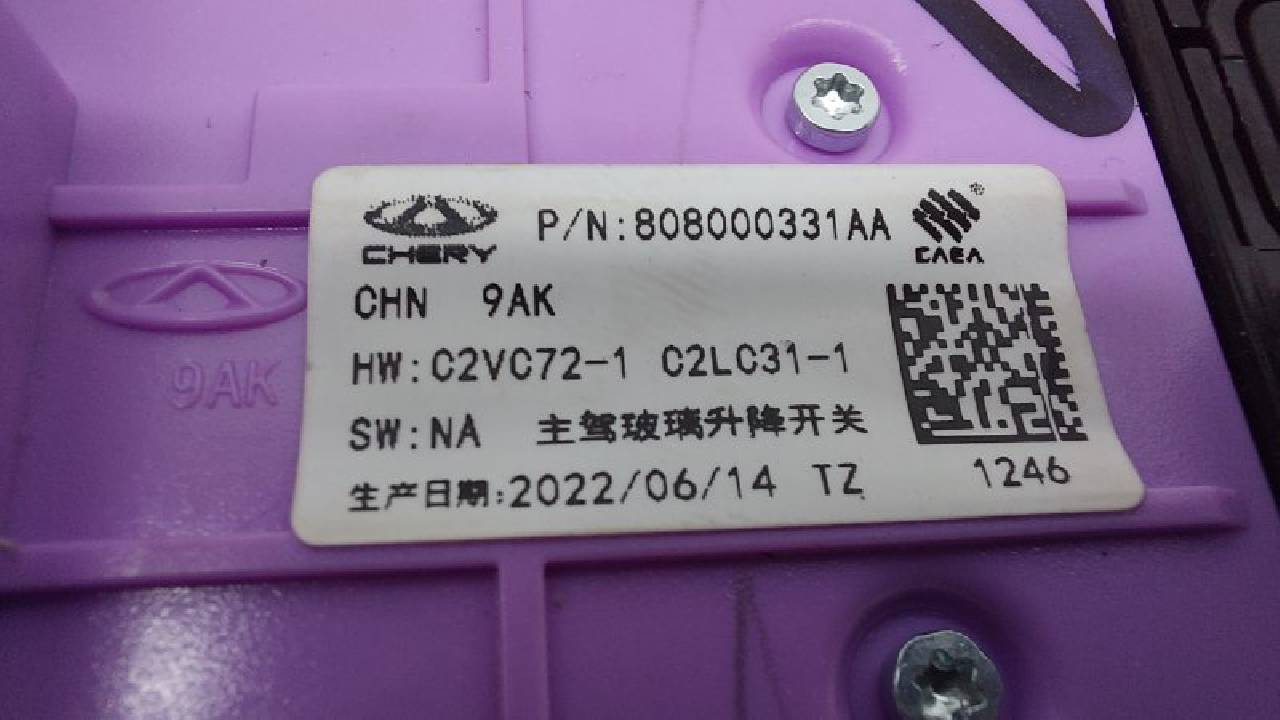 CHERY P/N:808000331AA CAEA
CHN 9AK
HW:C2VC72-1 C2LC31-1
SW:NA 主驾玻璃升降开关
生产日期:2022/06/14 TZ 1246
9AK